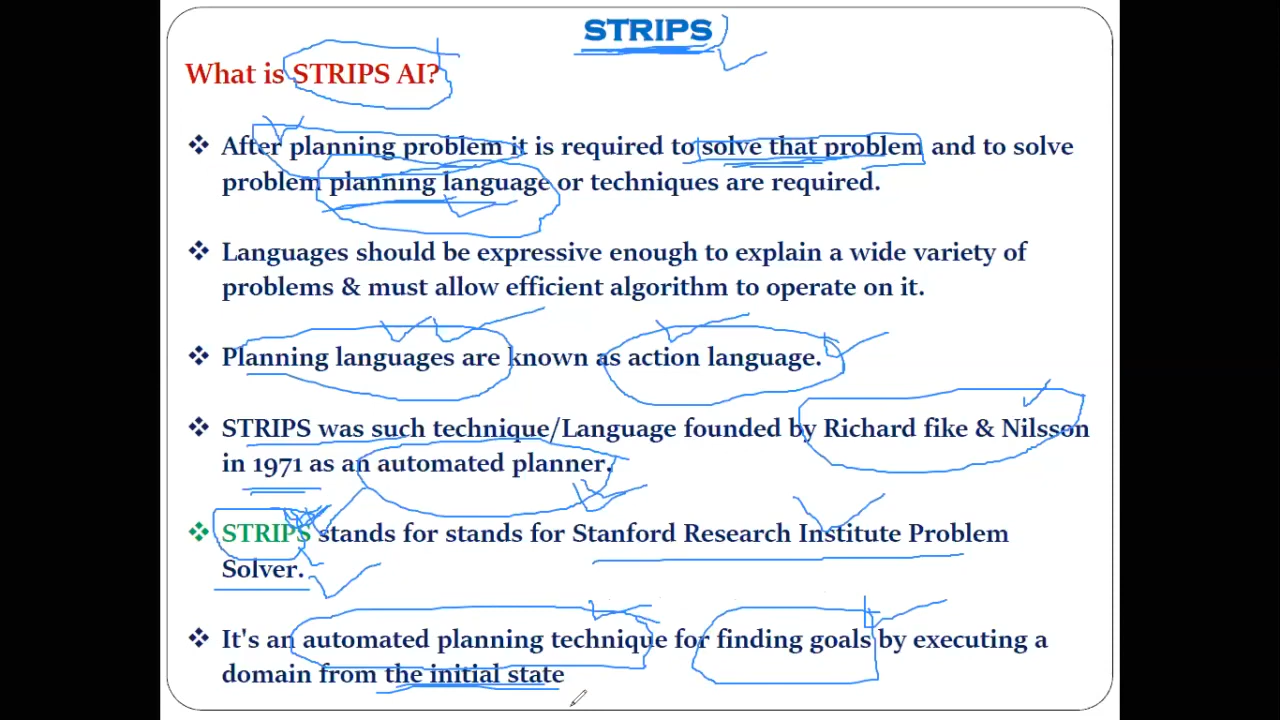 STRIPS
What is STRIPS AI?
❖ After planning problem it is required to solve that problem and to solve
problem planning language or techniques are required.
❖ Languages should be expressive enough to explain a wide variety of
problems & must allow efficient algorithm to operate on it.
❖ Planning languages are known as action language.
❖ STRIPS was such technique/Language founded by Richard fike & Nilsson
in 1971 as an automated planner.
❖ STRIPS stands for stands for Stanford Research Institute Problem
Solver.
❖ It's an automated planning technique for finding goals by executing a
domain from the initial state